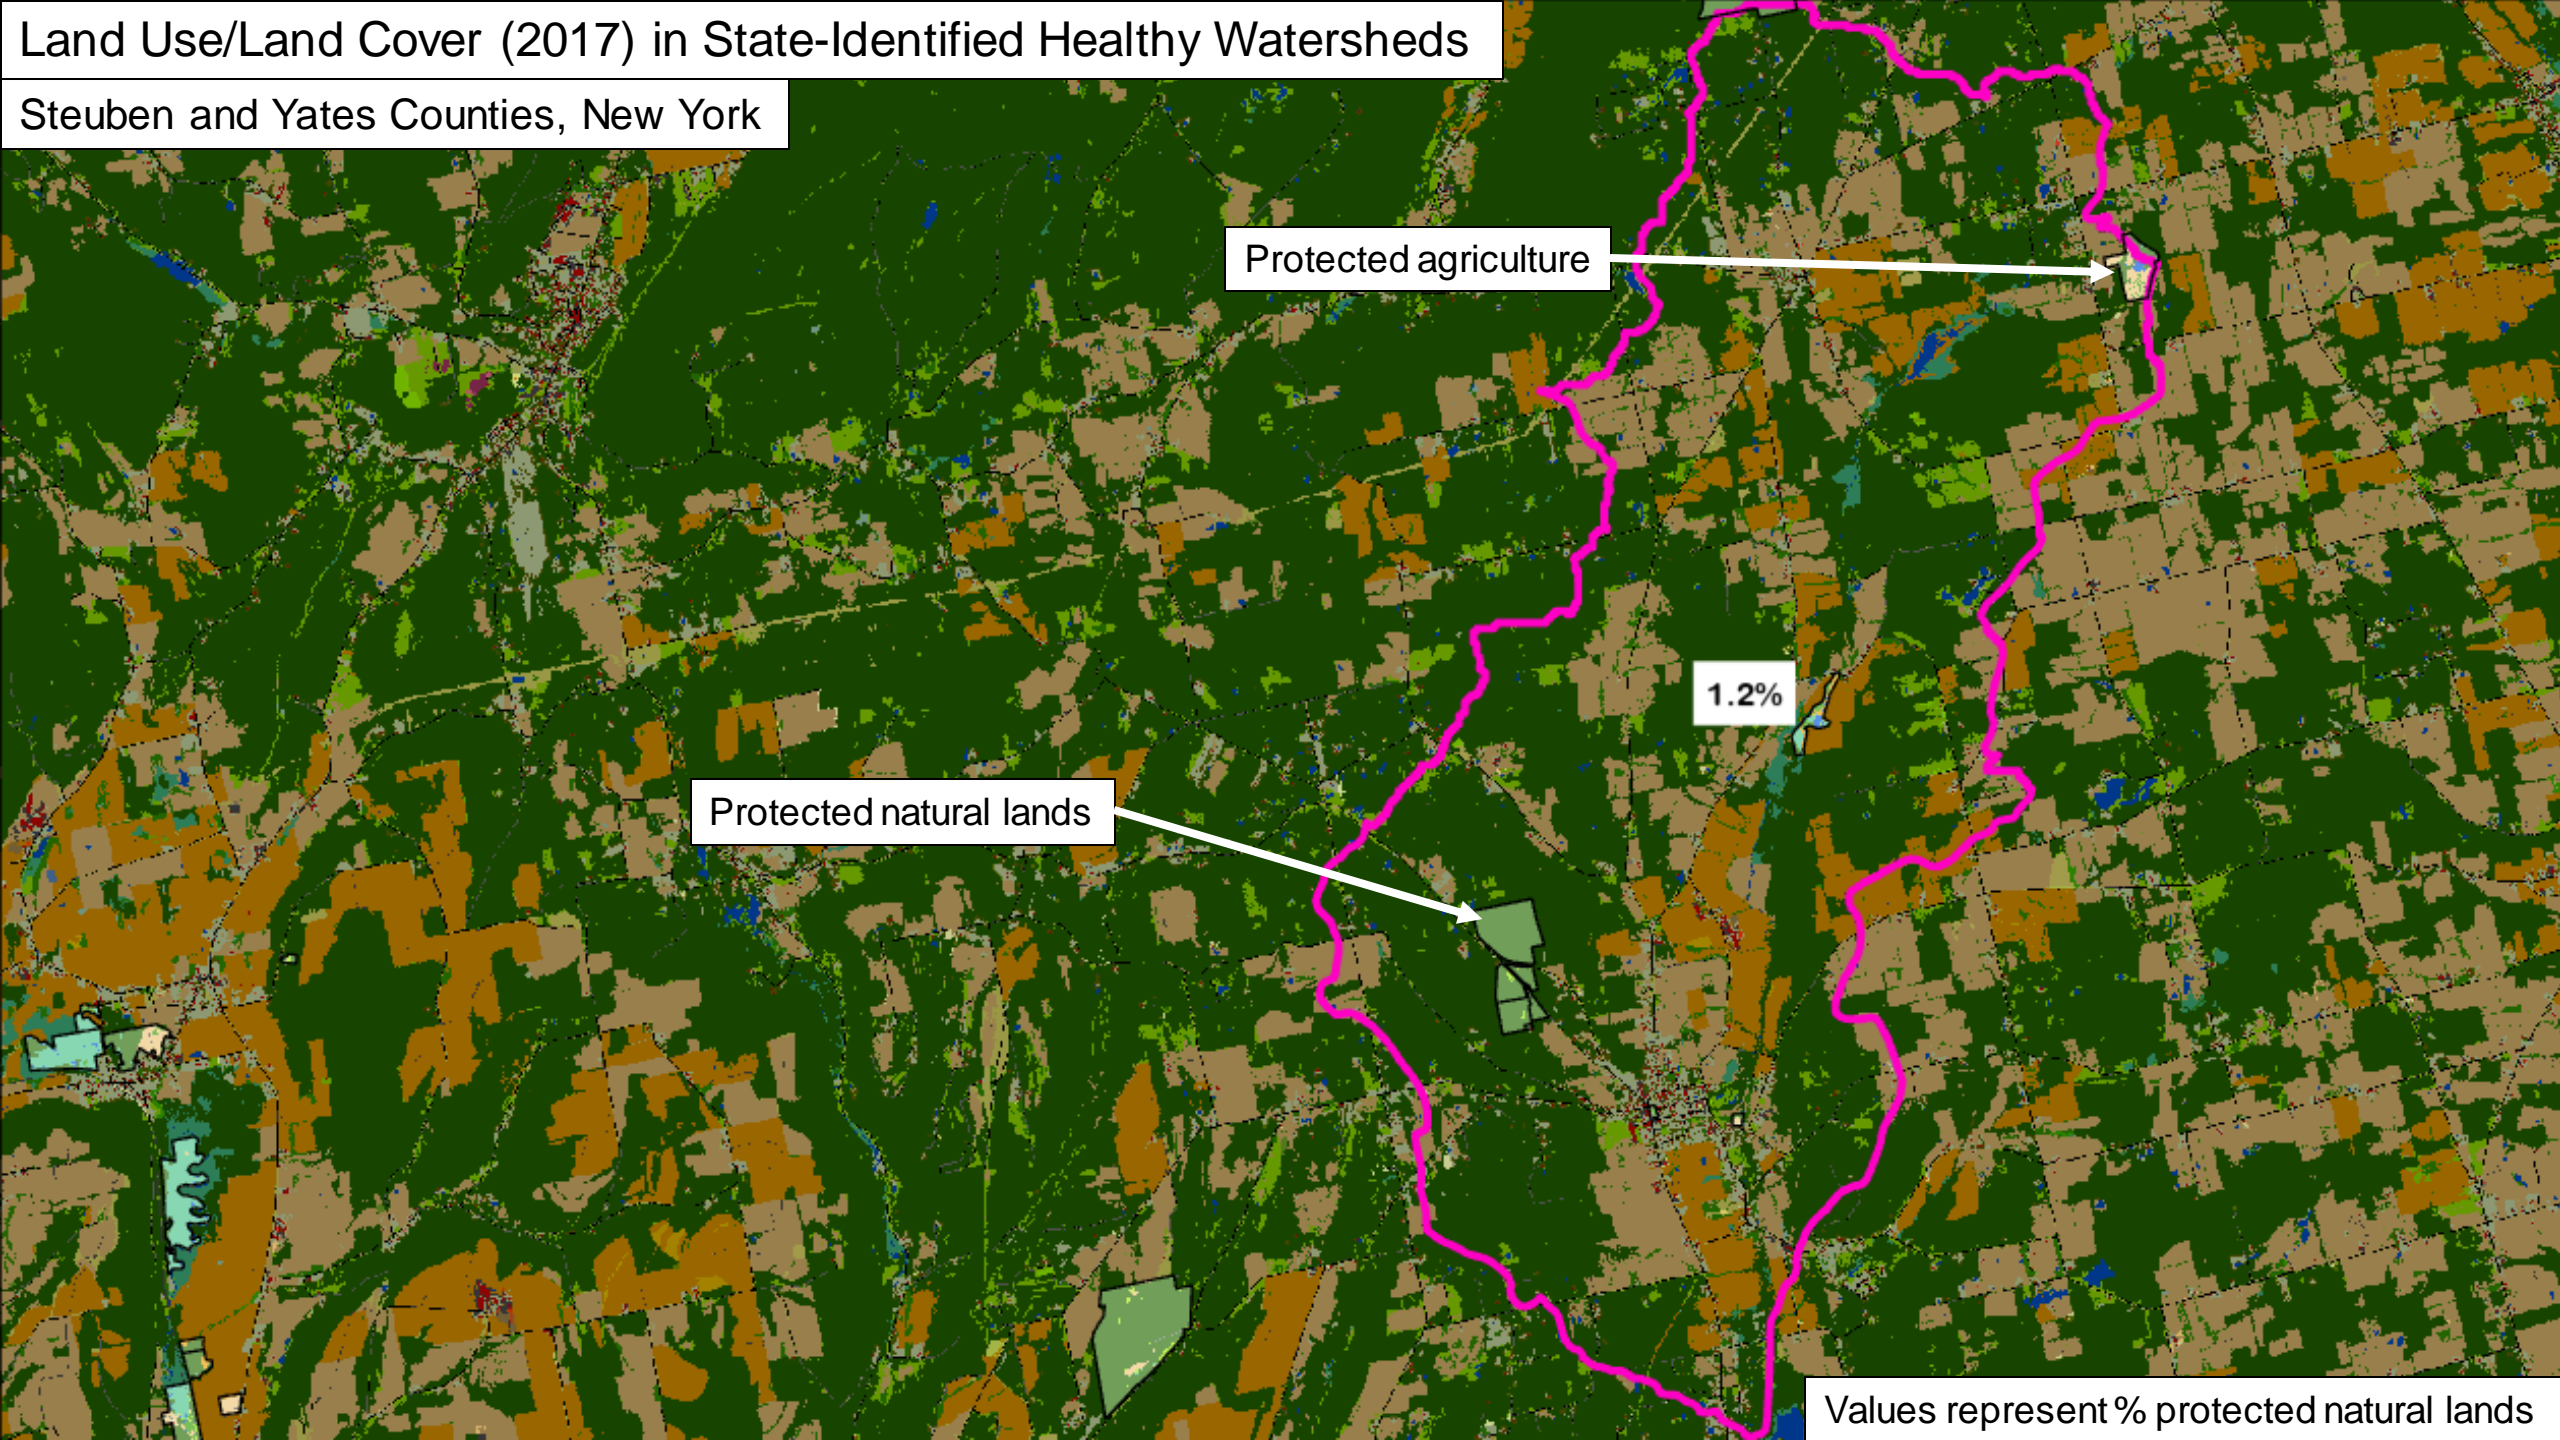 Land Use/Land Cover (2017) in State-Identified Healthy Watersheds
Steuben and Yates Counties, New York
Protected agriculture
1.2%
Protected natural lands
Values represent % protected natural lands